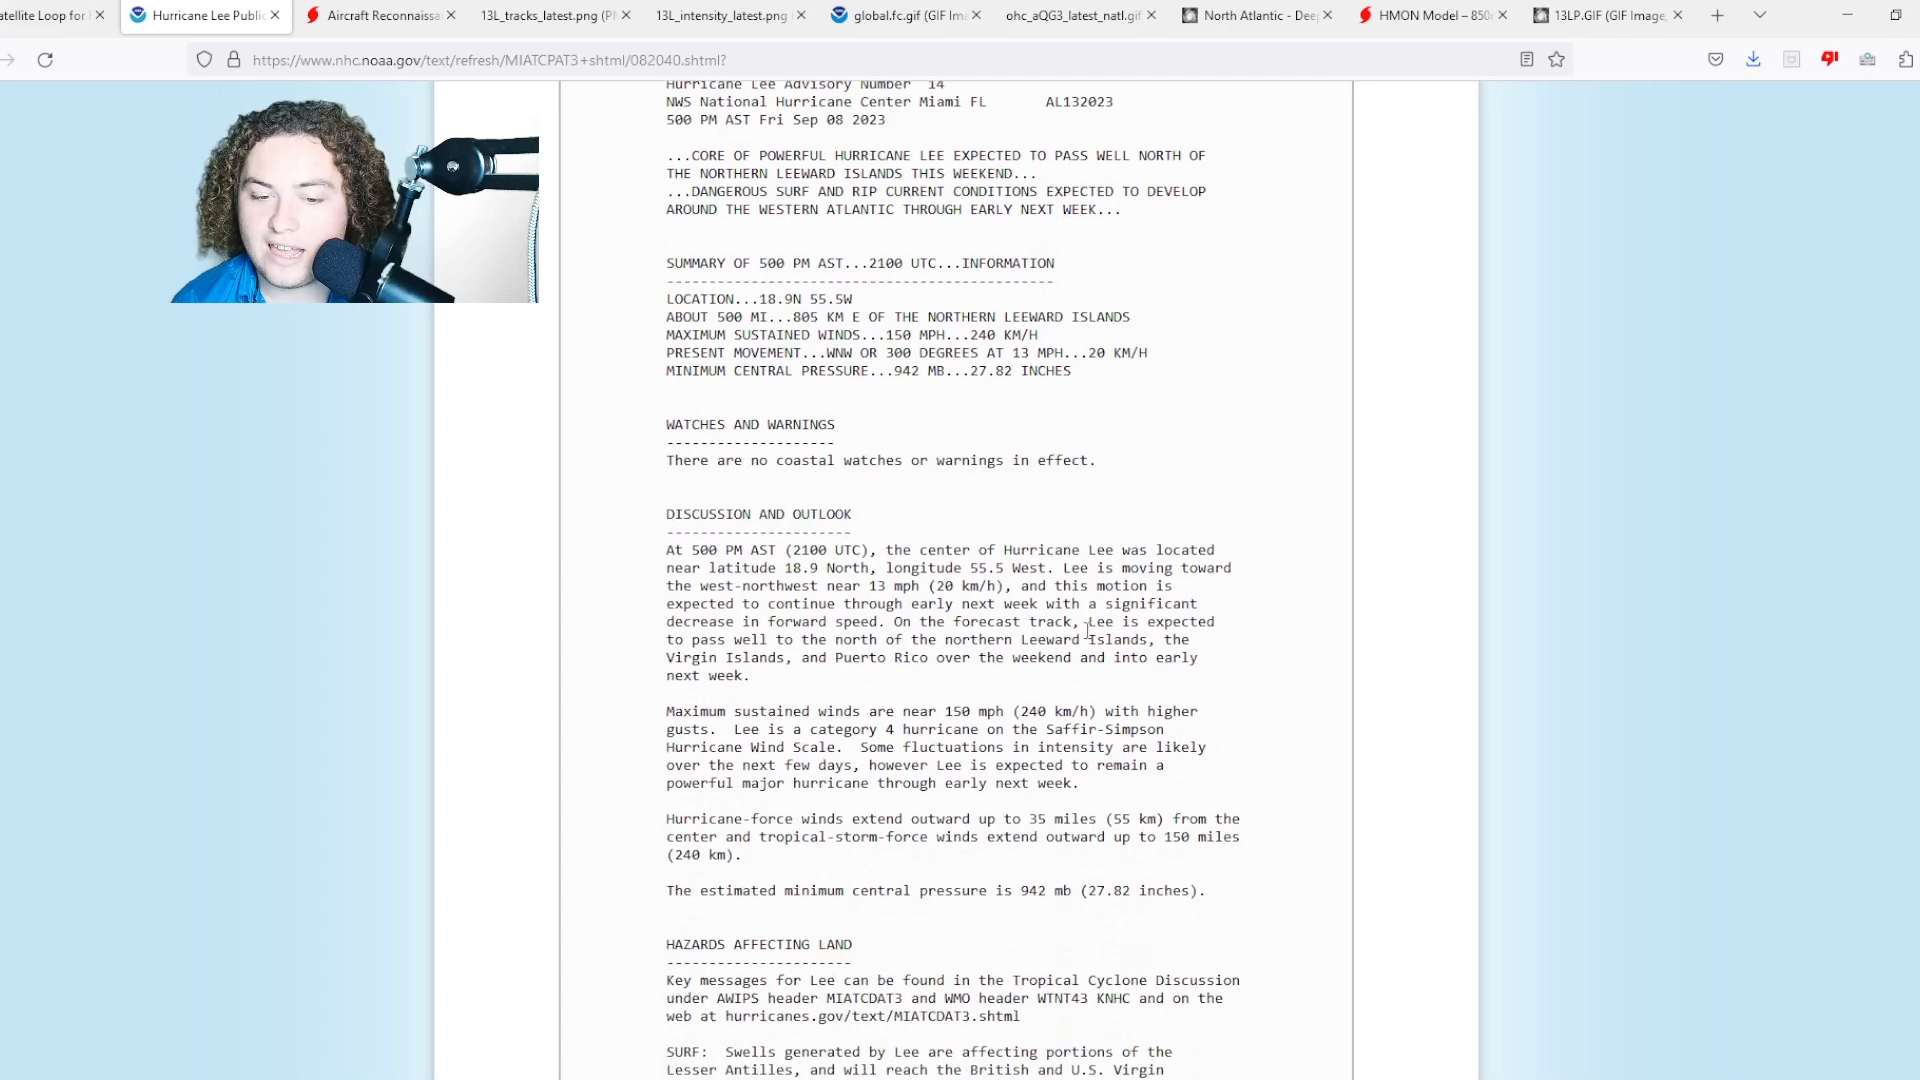 atellite Loop for
Hurricane Lee Public
Aircraft Reconnaissa
13L_tracks_latest.png (PN
13L_intensity_latest.png
global.fc.gif (GIF Im
ohc_aQG3_latest_natl.gif
North Atlantic - Deep
HMON Model – 850
13LP.GIF (GIF Image,
https://www.nhc.noaa.gov/text/refresh/MIATCPAT3+shtml/082040.shtml?
Hurricane Lee Advisory Number 14
NWS National Hurricane Center Miami FL AL132023
500 PM AST Fri Sep 08 2023
...CORE OF POWERFUL HURRICANE LEE EXPECTED TO PASS WELL NORTH OF
THE NORTHERN LEEWARD ISLANDS THIS WEEKEND...
...DANGEROUS SURF AND RIP CURRENT CONDITIONS EXPECTED TO DEVELOP
AROUND THE WESTERN ATLANTIC THROUGH EARLY NEXT WEEK...
SUMMARY OF 500 PM AST...2100 UTC...INFORMATION
----------------------------------------------
LOCATION...18.9N 55.5W
ABOUT 500 MI...805 KM E OF THE NORTHERN LEEWARD ISLANDS
MAXIMUM SUSTAINED WINDS...150 MPH...240 KM/H
PRESENT MOVEMENT...WNW OR 300 DEGREES AT 13 MPH...20 KM/H
MINIMUM CENTRAL PRESSURE...942 MB...27.82 INCHES
WATCHES AND WARNINGS
--------------------
There are no coastal watches or warnings in effect.
DISCUSSION AND OUTLOOK
----------------------
At 500 PM AST (2100 UTC), the center of Hurricane Lee was located
near latitude 18.9 North, longitude 55.5 West. Lee is moving toward
the west-northwest near 13 mph (20 km/h), and this motion is
expected to continue through early next week with a significant
decrease in forward speed. On the forecast track, Lee is expected
to pass well to the north of the northern Leeward Islands, the
Virgin Islands, and Puerto Rico over the weekend and into early
next week.
Maximum sustained winds are near 150 mph (240 km/h) with higher
gusts.  Lee is a category 4 hurricane on the Saffir-Simpson
Hurricane Wind Scale.  Some fluctuations in intensity are likely
over the next few days, however Lee is expected to remain a
powerful major hurricane through early next week.
Hurricane-force winds extend outward up to 35 miles (55 km) from the
center and tropical-storm-force winds extend outward up to 150 miles
(240 km).
The estimated minimum central pressure is 942 mb (27.82 inches).
HAZARDS AFFECTING LAND
----------------------
Key messages for Lee can be found in the Tropical Cyclone Discussion
under AWIPS header MIATCDAT3 and WMO header WTNT43 KNHC and on the
web at hurricanes.gov/text/MIATCDAT3.shtml
SURF:  Swells generated by Lee are affecting portions of the
Lesser Antilles, and will reach the British and U.S. Virgin